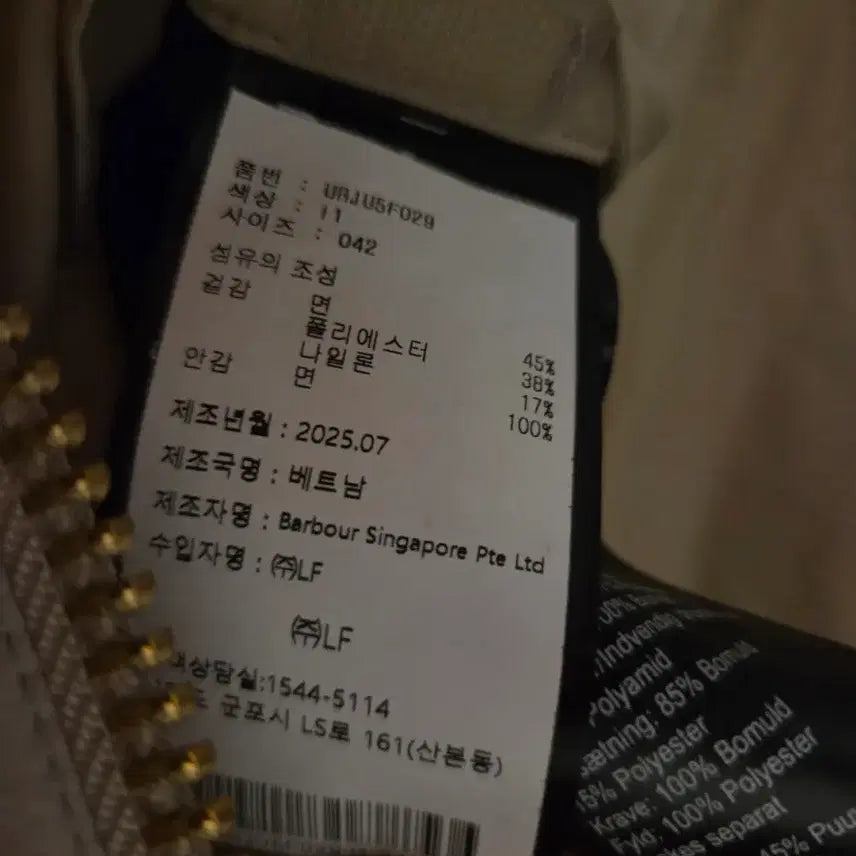 품번 : UBJU5F029
색상 : 11
사이즈 : 042
섬유의 조성
겉감 면 45%
폴리에스터 38%
나일론 17%
안감 면 100%
제조년월 : 2025.07
제조국명 : 베트남
제조자명 : Barbour Singapore Pte Ltd
수입자명 : ㈜LF
㈜LF
상담실:1544-5114
군포시 LS로 161(산본동)
/Indvendig
Polyamid
85% Bomuld
Polyester
Krave: 100% Bomuld
Fyld: 100% Polyester
separat